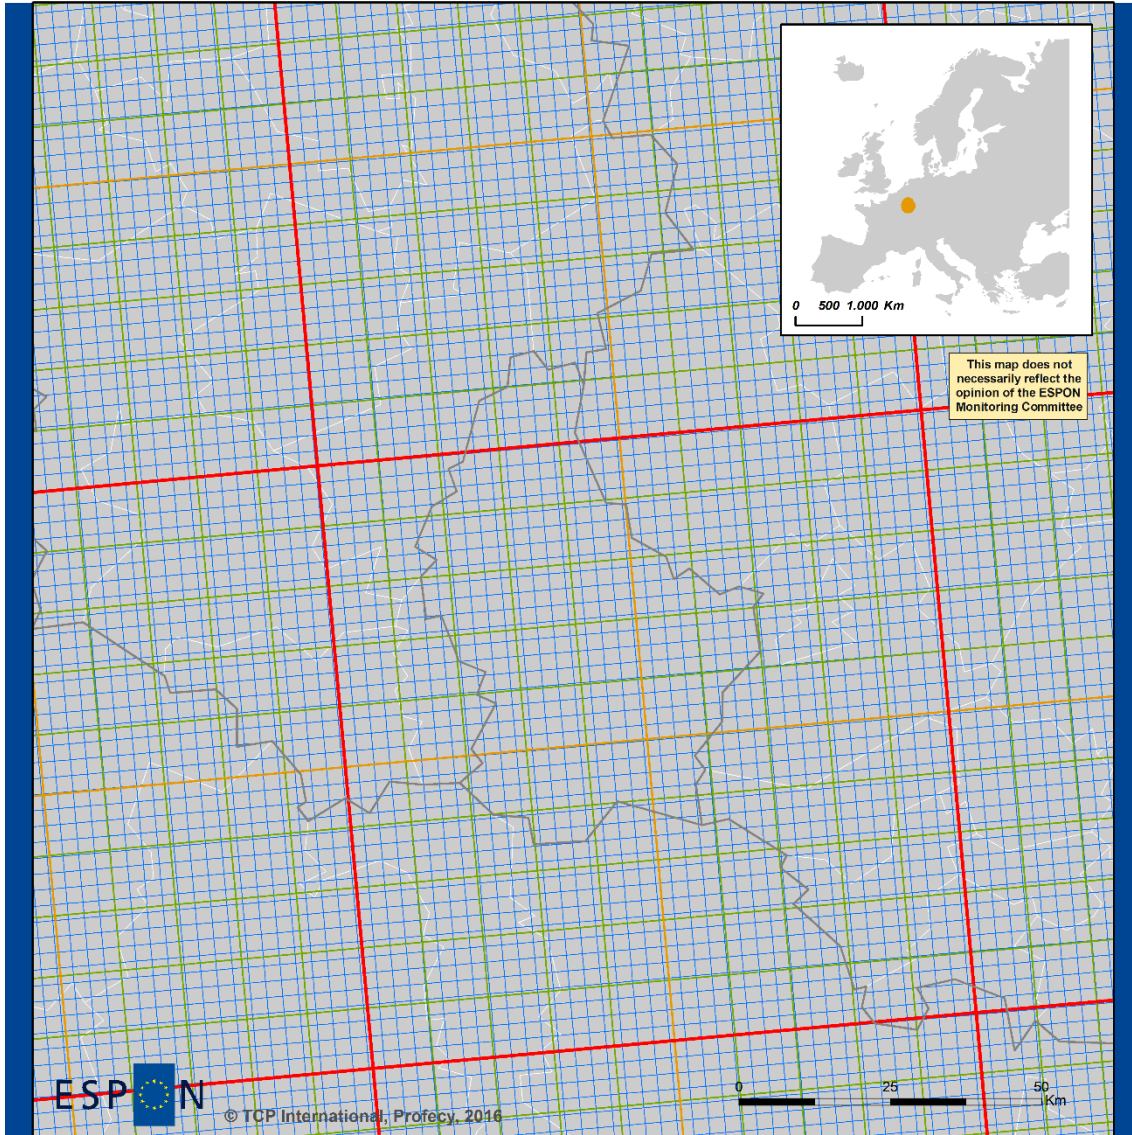 0 500 1.000 Km
This map does not
necessarily reflect the
opinion of the ESPON
Monitoring Committee
ESPON
© TCP International, Profecy, 2016
0 25 50
Km